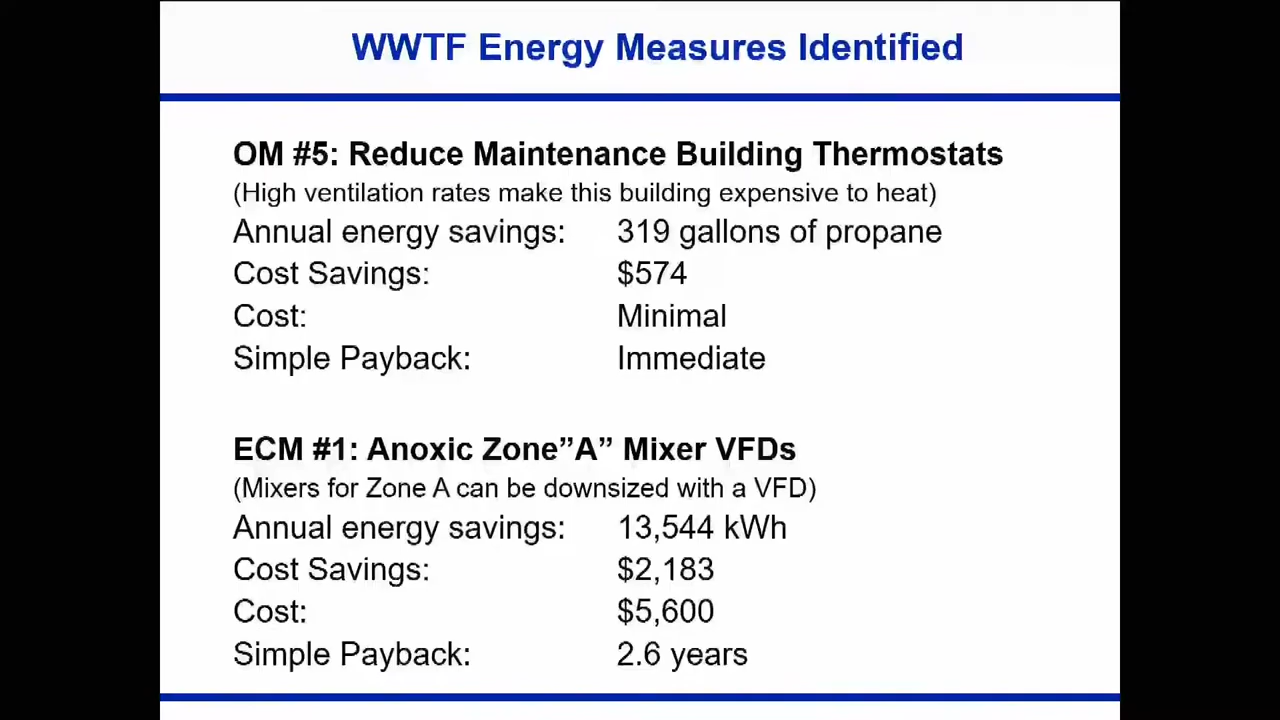 WWTF Energy Measures Identified
OM #5: Reduce Maintenance Building Thermostats
(High ventilation rates make this building expensive to heat)
Annual energy savings: 319 gallons of propane
Cost Savings: $574
Cost: Minimal
Simple Payback: Immediate
ECM #1: Anoxic Zone”A” Mixer VFDs
(Mixers for Zone A can be downsized with a VFD)
Annual energy savings: 13,544 kWh
Cost Savings: $2,183
Cost: $5,600
Simple Payback: 2.6 years